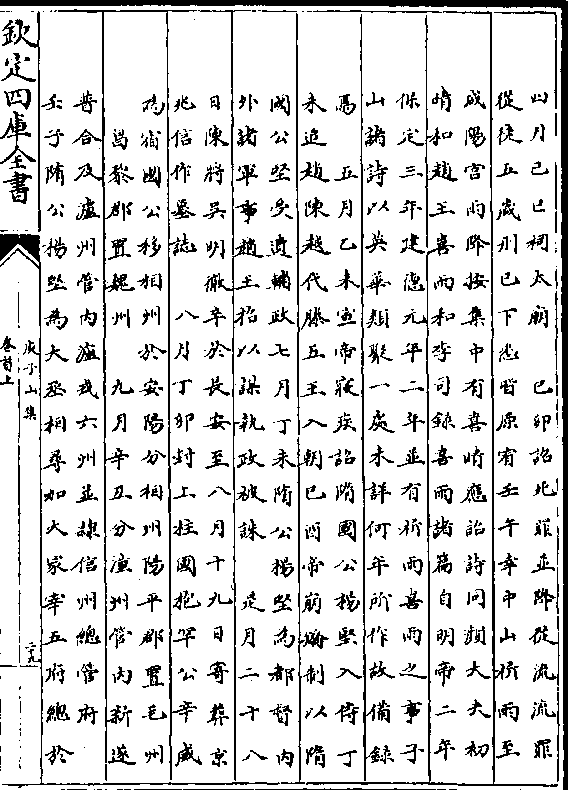 四月己巳祠太廟　己卯詔北罪並降從流流罪
從徒五歲刑已下悉皆原宥壬午幸中山祈雨至
咸陽宮雨降按集中有喜晴應詔詩同顔大夫初
晴和趙王喜雨和李司錄喜雨諸篇自明帝二年
保定三年建德元年二年並有祈雨喜雨之事子
山諸詩以英華類聚一處未詳何年所作故備錄
焉　五月乙未宣帝寢疾詔隋國公楊堅入侍丁
未追趙陳越代滕五王入朝己酉帝崩矯制以隋
國公堅受遺輔政七月丁未隋公楊堅為都督内
外諸軍事趙王招以謀執政被誅　是月二十八
日陳將吳明徹卒於長安至八月十九日寄葬京
兆信作墓誌　八月丁卯封上柱國枹罕公辛威
為宿國公移相州於安陽分相州陽平郡置毛州
昌黎郡置魏州　九月辛丑分潼州管内新遂
普合及瀘州管内瀘戎六州並隸信州總管府
壬子隋公楊堅為大丞相尋加大冢宰五府總於
欽定四庫全書
庾子山集
卷首上
二十九